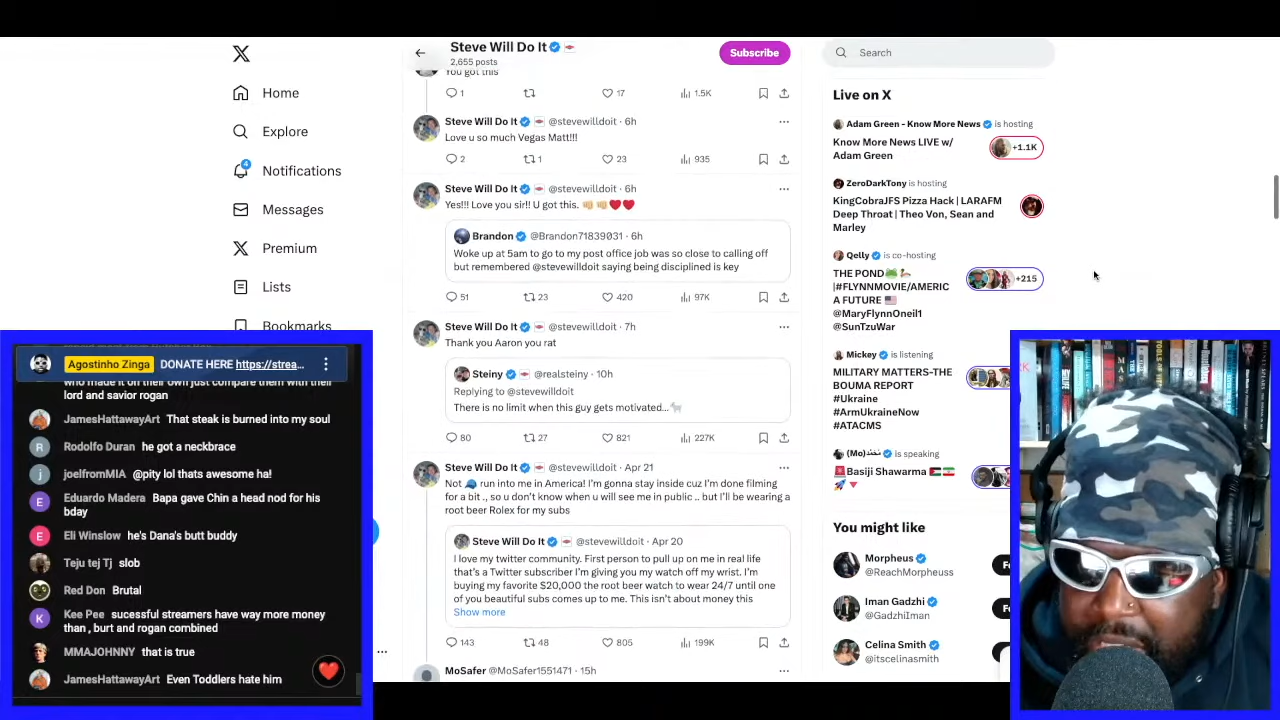 Home
Explore
4
Notifications
Messages
Premium
Lists
Bookmarks
Steve Will Do It
2,655 posts
Subscribe
You got this
1
17
1.5K
Steve Will Do It @stevewilldoit · 6h
Love u so much Vegas Matt!!!
2
1
23
935
Steve Will Do It @stevewilldoit · 6h
Yes!!! Love you sir!! U got this. 👊🏼👊🏼❤️❤️
Brandon @Brandon71839031 · 6h
Woke up at 5am to go to my post office job was so close to calling off
but remembered @stevewilldoit saying being disciplined is key
51
23
420
97K
Steve Will Do It @stevewilldoit · 7h
Thank you Aaron you rat
Steiny @realsteiny · 10h
Replying to @stevewilldoit
There is no limit when this guy gets motivated...🐐
80
27
821
227K
Steve Will Do It @stevewilldoit · Apr 21
Not 🧢 run into me in America! I'm gonna stay inside cuz I'm done filming
for a bit ., so u don't know when u will see me in public .. but I'll be wearing a
root beer Rolex for my subs
Steve Will Do It @stevewilldoit · Apr 20
I love my twitter community. First person to pull up on me in real life
that's a Twitter subscriber I'm giving you my watch off my wrist. I'm
buying my favorite $20,000 the root beer watch to wear 24/7 until one
of you beautiful subs comes up to me. This isn't about money this
Show more
143
48
805
199K
MoSafer @MoSafer1551471 · 15h
Search
Live on X
Adam Green - Know More News is hosting
Know More News LIVE w/
Adam Green
+1.1K
ZeroDarkTony is hosting
KingCobraJFS Pizza Hack | LARAFM
Deep Throat | Theo Von, Sean and
Marley
Qelly is co-hosting
THE POND🐸🦆
|#FLYNNMOVIE/AMERIC
A FUTURE 🇺🇸
@MaryFlynnOneil1
@SunTzuWar
+215
Mickey is listening
MILITARY MATTERS-THE
BOUMA REPORT
#Ukraine
#ArmUkraineNow
#ATACMS
is speaking
🚨Basiji Shawarma 🇵🇸🇮🇷
🚀🔻
You might like
Morpheus
@ReachMorpheuss
Iman Gadzhi
@GadzhiIman
Celina Smith
@itscelinasmith
Agostinho Zinga DONATE HERE https://strea...
who made it on their own just compare them with their
lord and savior rogan
JamesHattawayArt That steak is burned into my soul
R Rodolfo Duran he got a neckbrace
j joelfromMIA @pity lol thats awesome ha!
E Eduardo Madera Bapa gave Chin a head nod for his
bday
E Eli Winslow he's Dana's butt buddy
Teju tej Tj slob
Red Don Brutal
K Kee Pee sucessful streamers have way more money
than , burt and rogan combined
MMAJOHNNY that is true
JamesHattawayArt Even Toddlers hate him